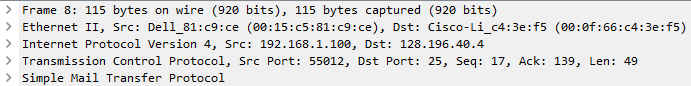 Frame 8: 115 bytes on wire (920 bits), 115 bytes captured (920 bits)
Ethernet II, Src: Dell_81:c9:ce (00:15:c5:81:c9:ce), Dst: Cisco-Li_c4:3e:f5 (00:0f:66:c4:3e:f5)
Internet Protocol Version 4, Src: 192.168.1.100, Dst: 128.196.40.4
Transmission Control Protocol, Src Port: 55012, Dst Port: 25, Seq: 17, Ack: 139, Len: 49
Simple Mail Transfer Protocol